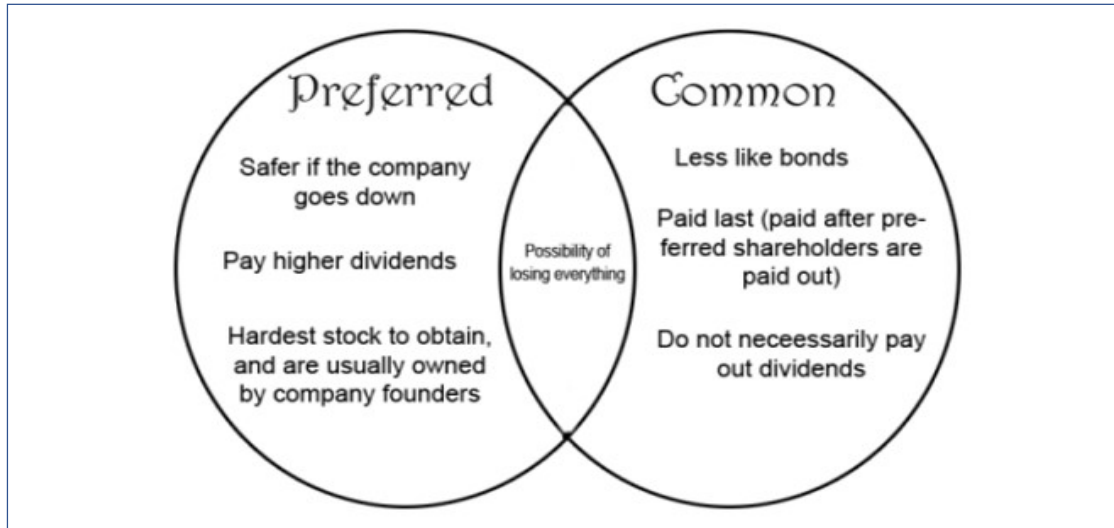 Preferred
Safer if the company
goes down
Pay higher dividends
Hardest stock to obtain,
and are usually owned
by company founders
Possibility of
losing everything
Common
Less like bonds
Paid last (paid after pre-
ferred shareholders are
paid out)
Do not neceessarily pay
out dividends